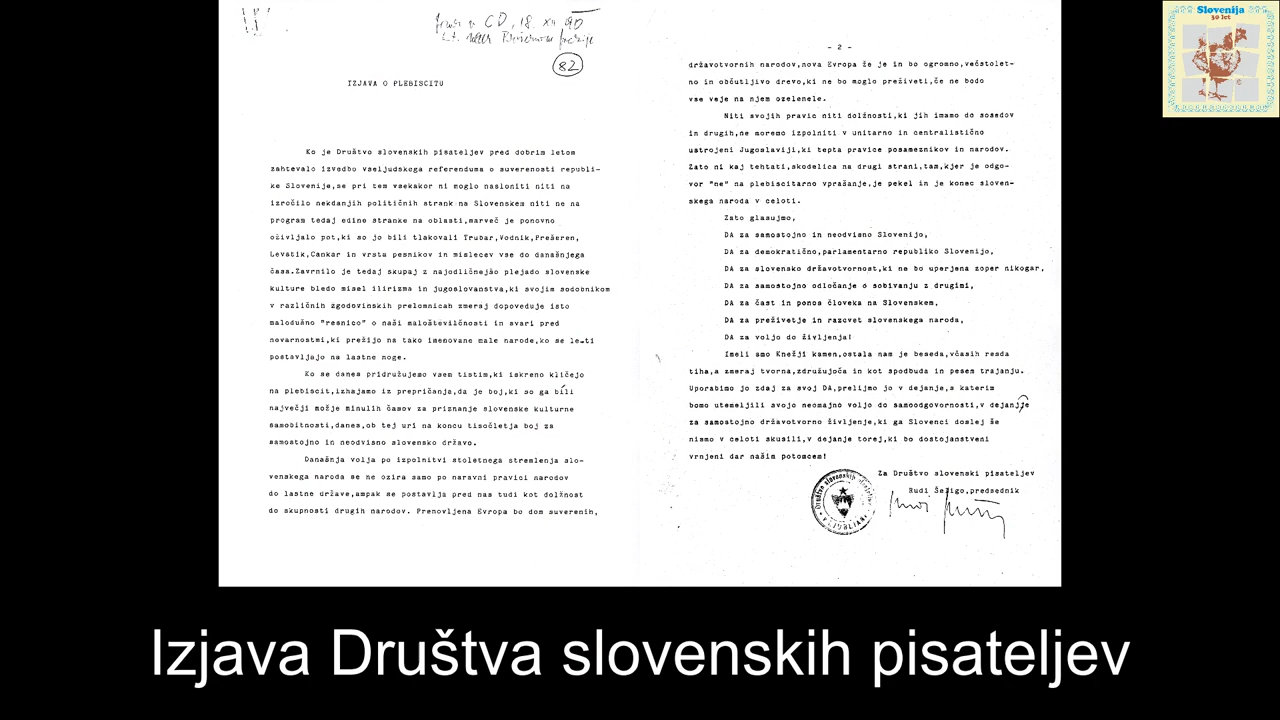 CD, 18. XII. 90
82
IZJAVA O PLEBISCITU
Ko je Društvo slovenskih pisateljev pred dobrim letom
zahtevalo izvedbo vseljudskega referenduma o suverenosti republi-
ke Slovenije,se pri tem vsekakor ni moglo nasloniti niti na
izročilo nekdanjih političnih strank na Slovenskem niti ne na
program tedaj edine stranke na oblasti,marveč je ponovno
oživljalo pot,ki so jo bili tlakovali Trubar,Vodnik,Prešeren,
Levstik,Cankar in vrsta pesnikov in mislecev vse do današnjega
časa.Zavrnilo je tedaj skupaj z najodličnejšo plejado slovenske
kulture bledo misel ilirizma in jugoslovanstva,ki svojim sodobnikom
v različnih zgodovinskih prelomnicah zmeraj dopoveduje isto
malodušno "resnico" o naši maloštevilčnosti in svari pred
nevarnostmi,ki prežijo na tako imenovane male narode,ko se le-ti
postavljajo na lastne noge.
Ko se danes pridružujemo vsem tistim,ki iskreno kličejo
na plebiscit,izhajamo iz prepričanja,da je boj,ki so ga bíli
največji možje minulih časov za priznanje slovenske kulturne
samobitnosti,danes,ob tej uri na koncu tisočletja boj za
samostojno in neodvisno slovensko državo.
Današnja volja po izpolnitvi stoletnega stremljenja slo-
venskega naroda se ne ozira samo po naravni pravici narodov
do lastne države,ampak se postavlja pred nas tudi kot dolžnost
do skupnosti drugih narodov. Prenovljena Evropa bo dom suverenih,
- 2 -
državotvornih narodov,nova Evropa že je in bo ogromno,večstolet-
no in občutljivo drevo,ki ne bo moglo preživeti,če ne bodo
vse veje na njem ozelenele.
Niti svojih pravic niti dolžnosti,ki jih imamo do sosedov
in drugih,ne moremo izpolniti v unitarno in centralistično
ustrojeni Jugoslaviji,ki tepta pravice posameznikov in narodov.
Zato ni kaj tehtati,skodelica na drugi strani,tam,kjer je odgo-
vor "ne" na plebiscitarno vprašanje,je pekel in je konec sloven-
skega naroda v celoti.
Zato glasujmo,
DA za samostojno in neodvisno Slovenijo,
DA za demokratično,parlamentarno republiko Slovenijo,
DA za slovensko državotvornost,ki ne bo uperjena zoper nikogar,
DA za samostojno odločanje o sobivanju z drugimi,
DA za čast in ponos človeka na Slovenskem,
DA za preživetje in razcvet slovenskega naroda,
DA za voljo do življenja!
Imeli smo Knežji kamen,ostala nam je beseda,včasih resda
tiha,a zmeraj tvorna,združujoča in kot spodbuda in pesem trajanju.
Uporabimo jo zdaj za svoj DA,prelijmo jo v dejanje,s katerim
bomo utemeljili svojo neomajno voljo do samoodgovornosti,v dejanje
za samostojno državotvorno življenje,ki ga Slovenci doslej še
nismo v celoti skusili,v dejanje torej,ki bo dostojanstveni
vrnjeni dar našim potomcem!
Za Društvo slovenski pisateljev
Rudi Šeligo,predsednik
Društvo slovenskih pisateljev
LJUBLJANA
Slovenija
30 let
Izjava Društva slovenskih pisateljev